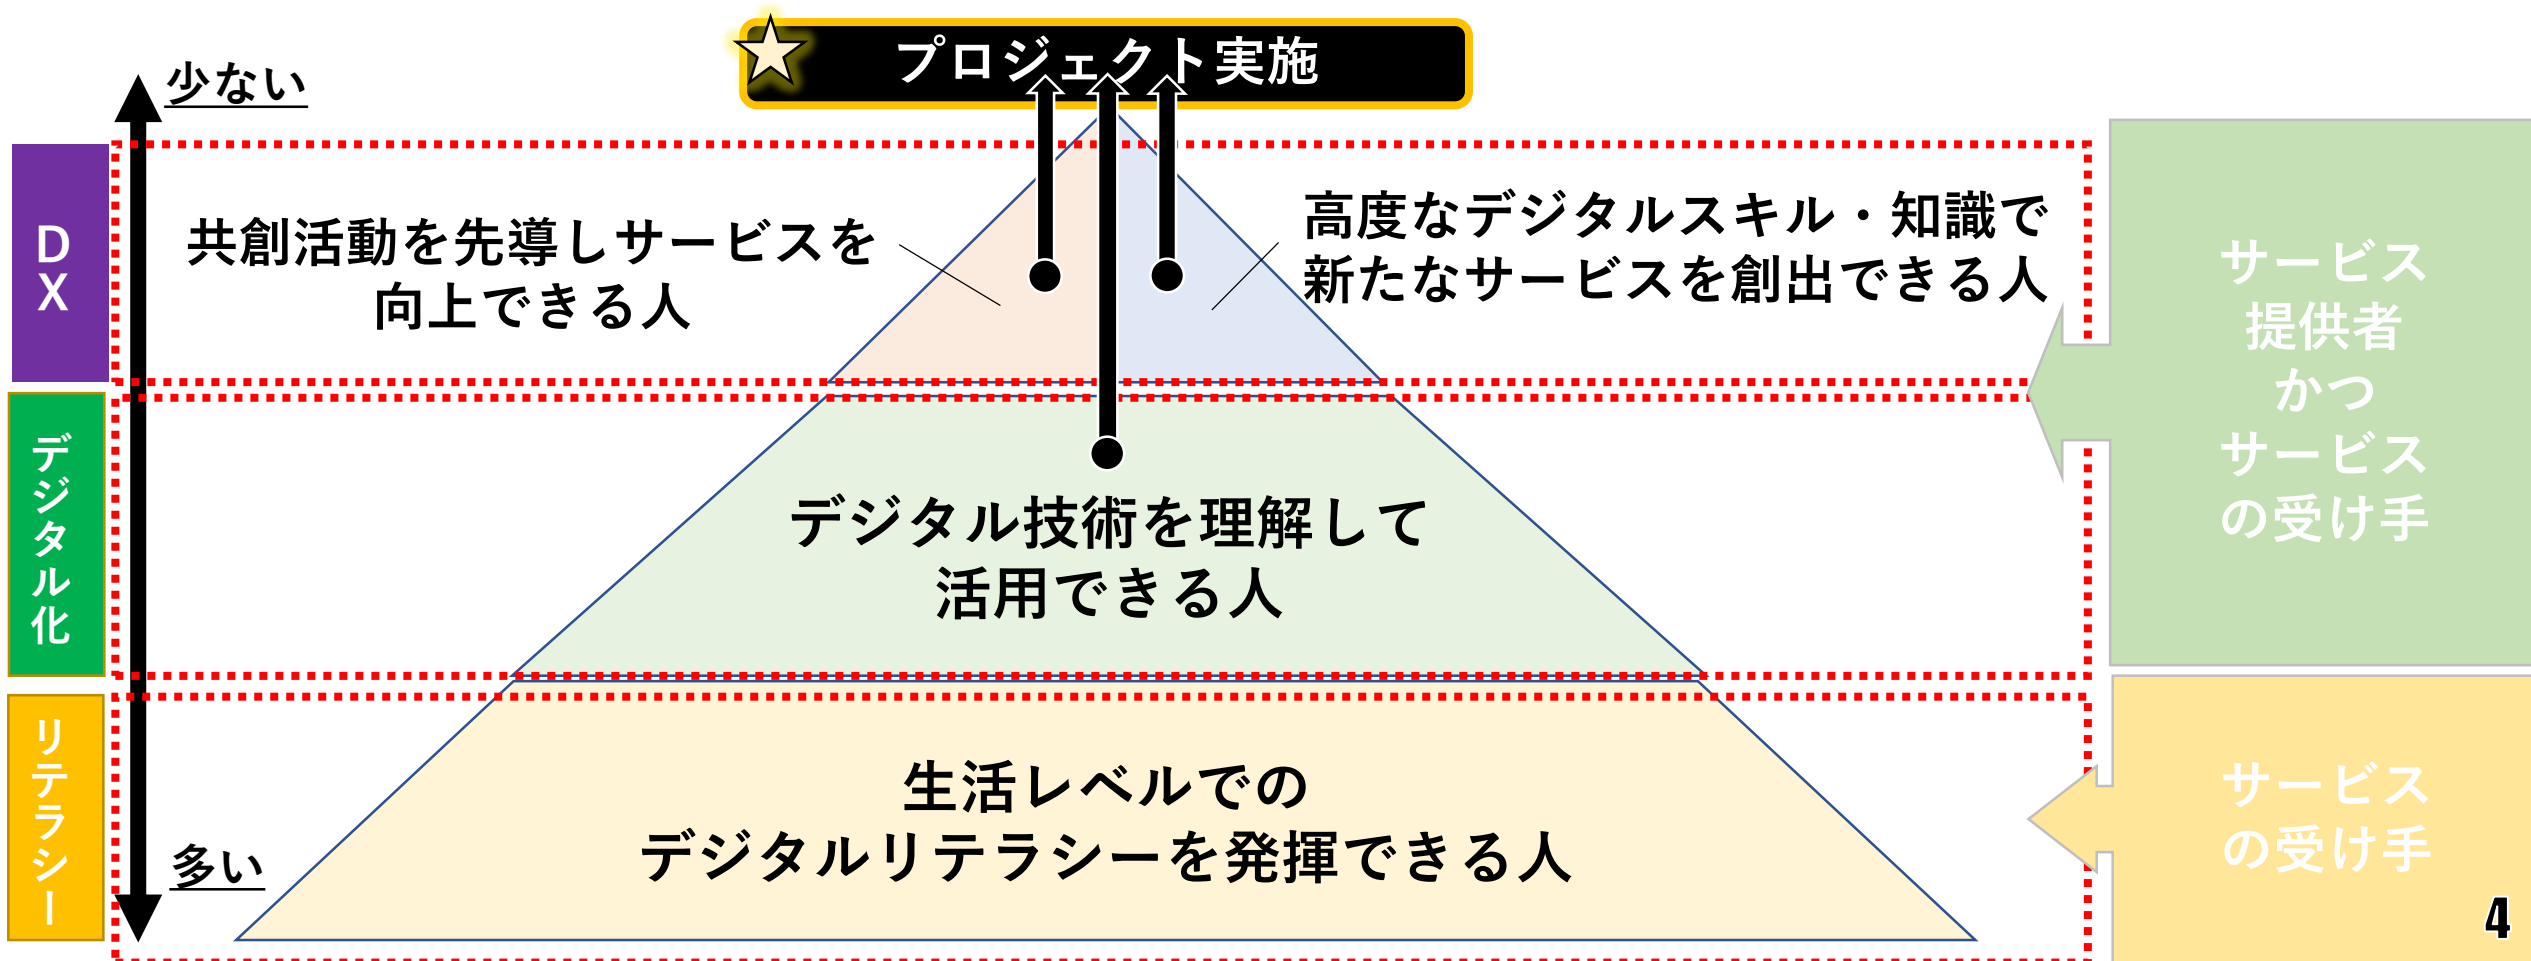 プロジェクト実施
少ない
DX
共創活動を先導しサービスを
向上できる人
高度なデジタルスキル・知識で
新たなサービスを創出できる人
サービス
提供者
かつ
サービス
の受け手
デジタル化
デジタル技術を理解して
活用できる人
リテラシー
生活レベルでの
デジタルリテラシーを発揮できる人
多い
サービス
の受け手
4